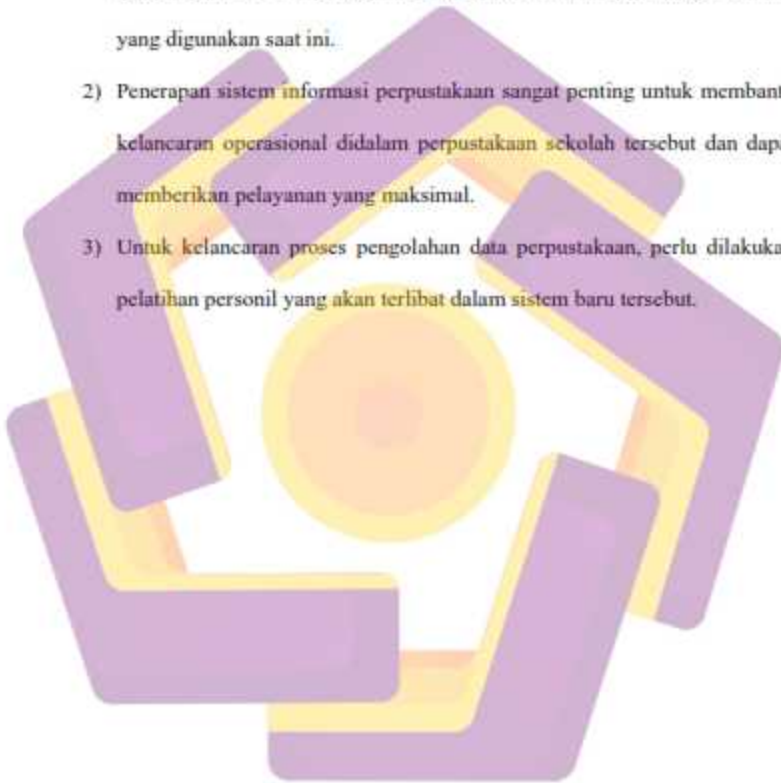 yang digunakan saat ini.
2) Penerapan sistem informasi perpustakaan sangat penting untuk membant
kelancaran operasional didalam perpustakaan sekolah tersebut dan dapa
memberikan pelayanan yang maksimal.
3) Untuk kelancaran proses pengolahan data perpustakaan, perlu dilakuka
pelatihan personil yang akan terlibat dalam sistem baru tersebut.